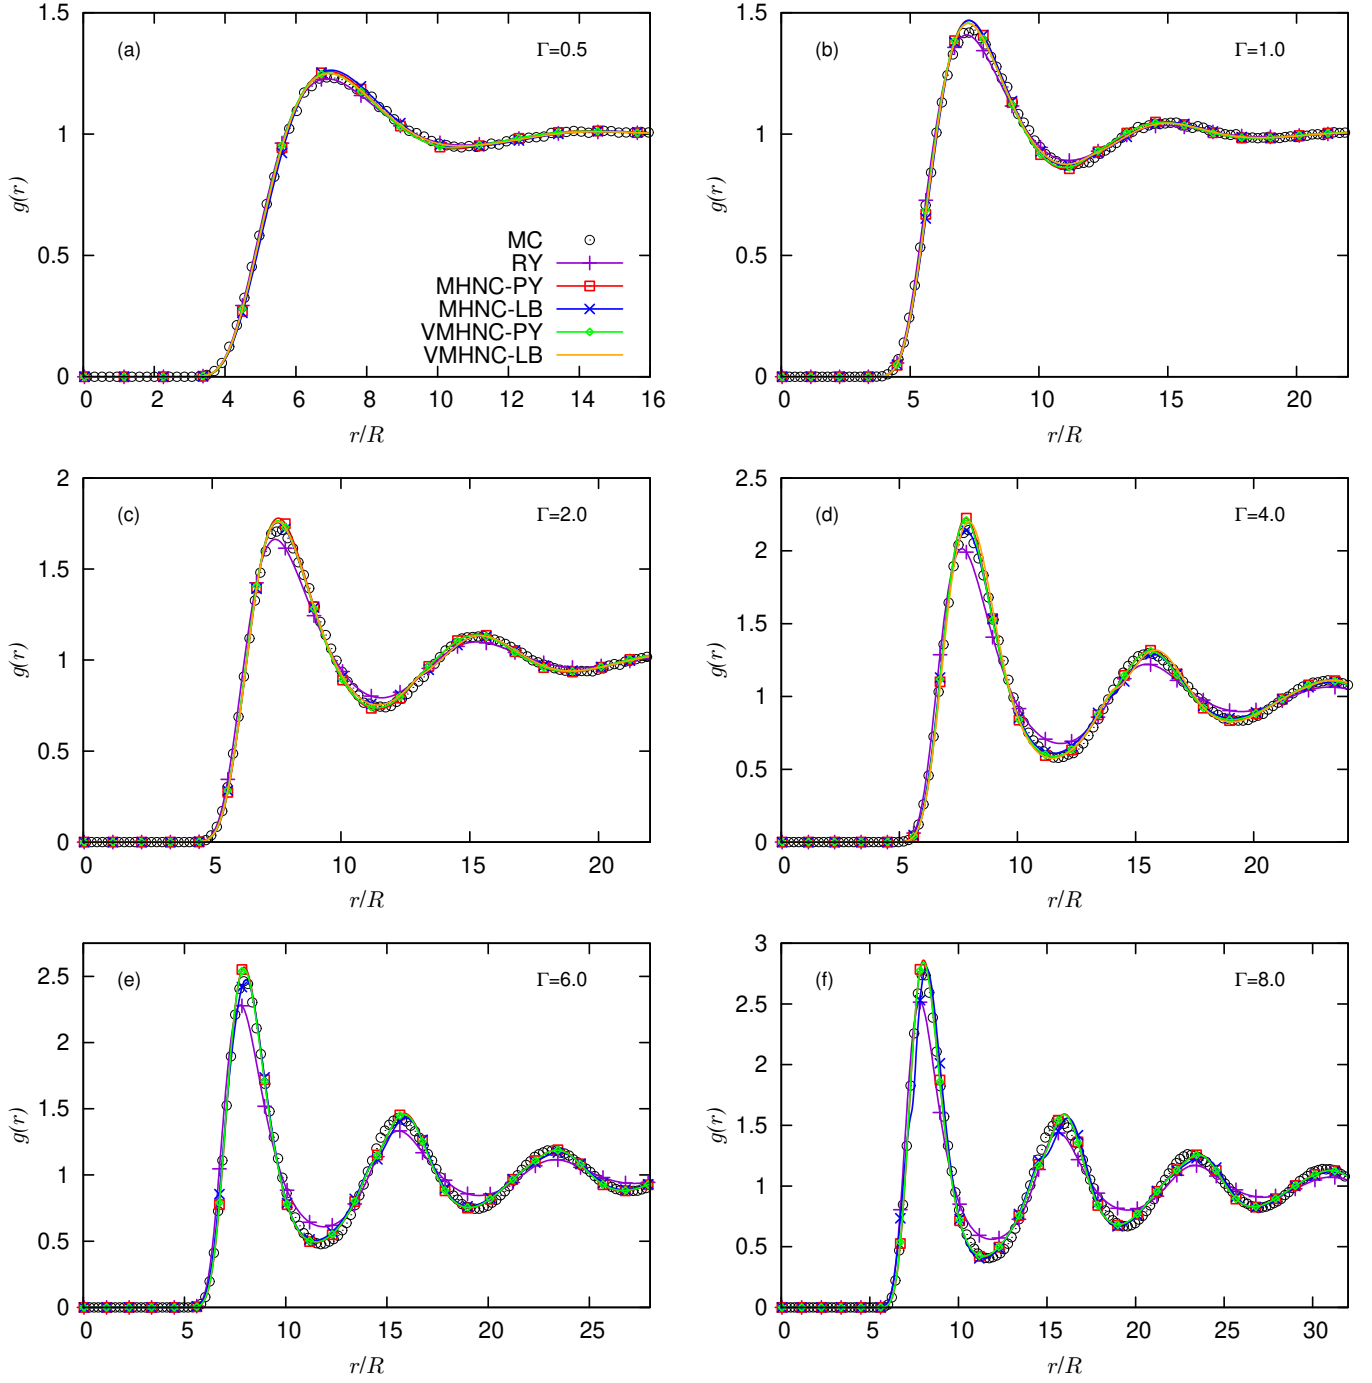 (a) Γ=0.5
1.5
1
0.5
0
g(r)
MC
RY
MHNC-PY
MHNC-LB
VMHNC-PY
VMHNC-LB
0 2 4 6 8 10 12 14 16
r/R
(b) Γ=1.0
1.5
1
0.5
0
g(r)
0 5 10 15 20
r/R
(c) Γ=2.0
2
1.5
1
0.5
0
g(r)
0 5 10 15 20
r/R
(d) Γ=4.0
2.5
2
1.5
1
0.5
0
g(r)
0 5 10 15 20
r/R
(e) Γ=6.0
2.5
2
1.5
1
0.5
0
g(r)
0 5 10 15 20 25
r/R
(f) Γ=8.0
3
2.5
2
1.5
1
0.5
0
g(r)
0 5 10 15 20 25 30
r/R